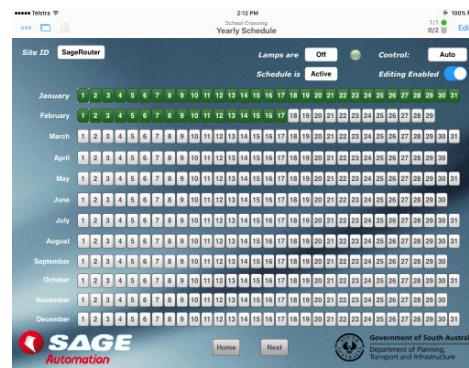 Telstra 2:12 PM 100%
School Crossing
Yearly Schedule
1/1
0/2
Edi
Site ID SageRouter Lamps are Off Control: Auto
Schedule is Active Editing Enabled
January 1 2 3 4 5 6 7 8 9 10 11 12 13 14 15 16 17 18 19 20 21 22 23 24 25 26 27 28 29 30 31
February 1 2 3 4 5 6 7 8 9 10 11 12 13 14 15 16 17 18 19 20 21 22 23 24 25 26 27 28 29
March 1 2 3 4 5 6 7 8 9 10 11 12 13 14 15 16 17 18 19 20 21 22 23 24 25 26 27 28 29 30 31
April 1 2 3 4 5 6 7 8 9 10 11 12 13 14 15 16 17 18 19 20 21 22 23 24 25 26 27 28 29 30
May 1 2 3 4 5 6 7 8 9 10 11 12 13 14 15 16 17 18 19 20 21 22 23 24 25 26 27 28 29 30 31
June 1 2 3 4 5 6 7 8 9 10 11 12 13 14 15 16 17 18 19 20 21 22 23 24 25 26 27 28 29 30
July 1 2 3 4 5 6 7 8 9 10 11 12 13 14 15 16 17 18 19 20 21 22 23 24 25 26 27 28 29 30 31
August 1 2 3 4 5 6 7 8 9 10 11 12 13 14 15 16 17 18 19 20 21 22 23 24 25 26 27 28 29 30 31
September 1 2 3 4 5 6 7 8 9 10 11 12 13 14 15 16 17 18 19 20 21 22 23 24 25 26 27 28 29 30
October 1 2 3 4 5 6 7 8 9 10 11 12 13 14 15 16 17 18 19 20 21 22 23 24 25 26 27 28 29 30 31
November 1 2 3 4 5 6 7 8 9 10 11 12 13 14 15 16 17 18 19 20 21 22 23 24 25 26 27 28 29 30
December 1 2 3 4 5 6 7 8 9 10 11 12 13 14 15 16 17 18 19 20 21 22 23 24 25 26 27 28 29 30 31
SAGE
Automation
Home Next
Government of South Austral
Department of Planning,
Transport and Infrastructure